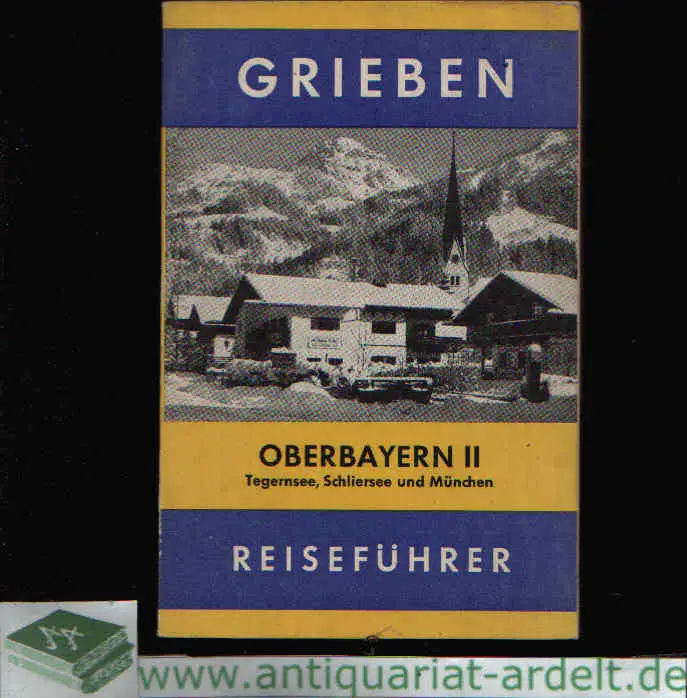 GRIEBEN
OBERBAYERN II
Tegernsee, Schliersee und München
REISEFÜHRER
www.antiquariat-ardelt.de